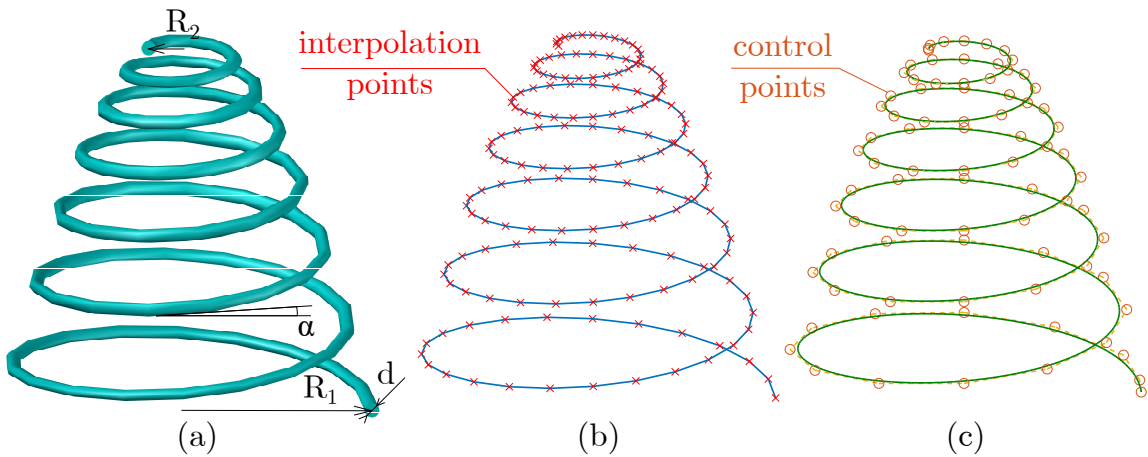 R₂
α
R₁
d
(a)
interpolation
points
(b)
control
points
(c)